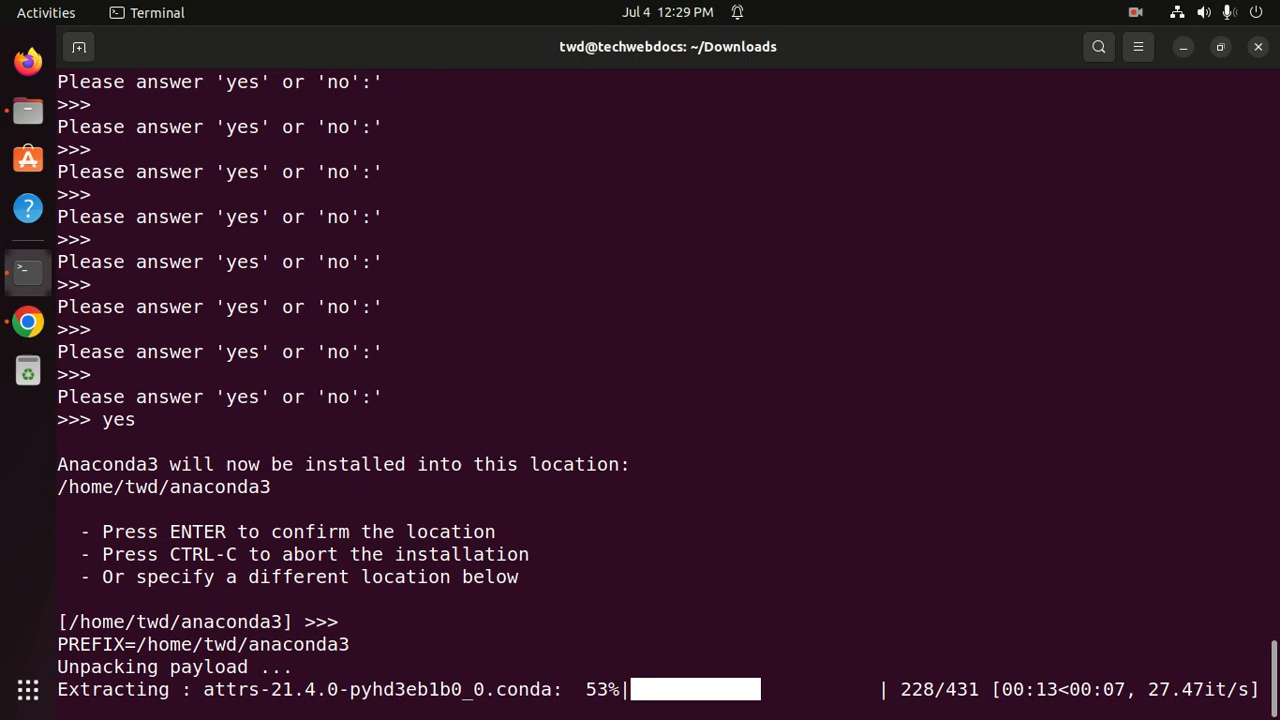 Activities Terminal Jul 4 12:29 PM
twd@techwebdocs: ~/Downloads
Please answer 'yes' or 'no':'
>>>
Please answer 'yes' or 'no':'
>>>
Please answer 'yes' or 'no':'
>>>
Please answer 'yes' or 'no':'
>>>
Please answer 'yes' or 'no':'
>>>
Please answer 'yes' or 'no':'
>>>
Please answer 'yes' or 'no':'
>>>
Please answer 'yes' or 'no':'
>>> yes
Anaconda3 will now be installed into this location:
/home/twd/anaconda3
- Press ENTER to confirm the location
- Press CTRL-C to abort the installation
- Or specify a different location below
[/home/twd/anaconda3] >>>
PREFIX=/home/twd/anaconda3
Unpacking payload ...
Extracting : attrs-21.4.0-pyhd3eb1b0_0.conda:  53%| | 228/431 [00:13<00:07, 27.47it/s]